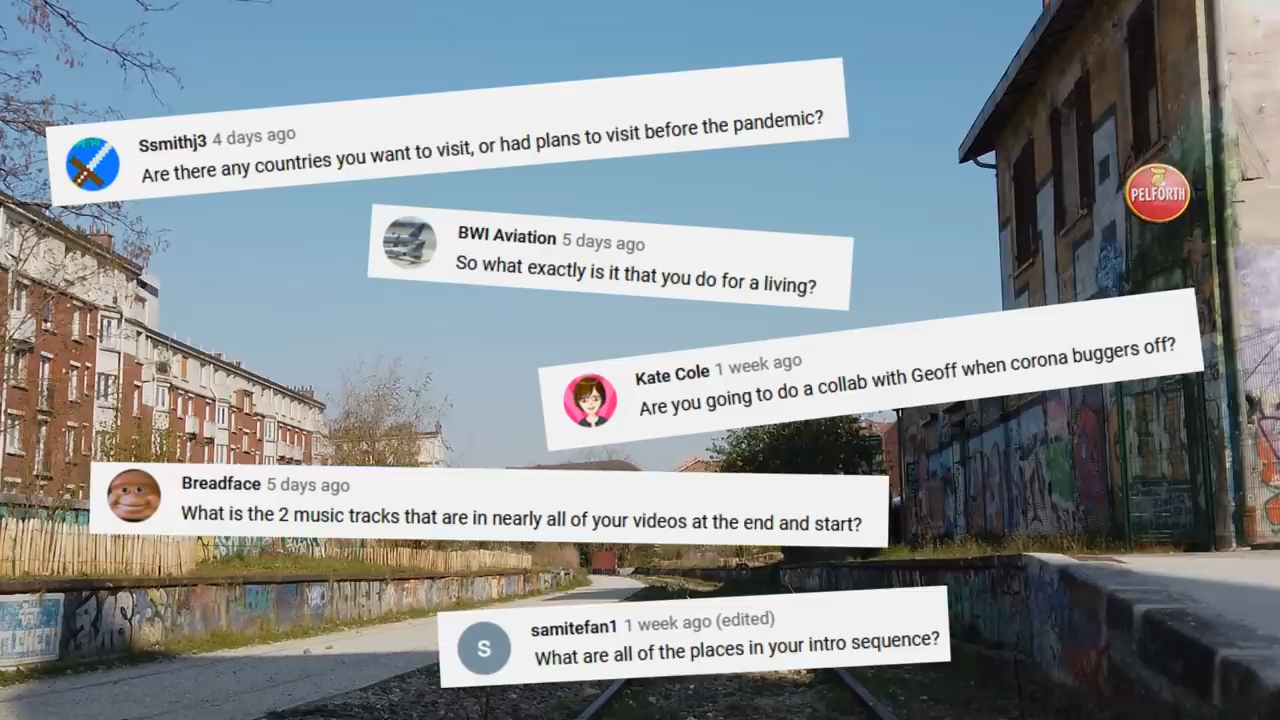 Ssmithj3 4 days ago
Are there any countries you want to visit, or had plans to visit before the pandemic?
PELFORTH
BWI Aviation 5 days ago
So what exactly is it that you do for a living?
Kate Cole 1 week ago
Are you going to do a collab with Geoff when corona buggers off?
Breadface 5 days ago
What is the 2 music tracks that are in nearly all of your videos at the end and start?
S
samitefan1 1 week ago (edited)
What are all of the places in your intro sequence?